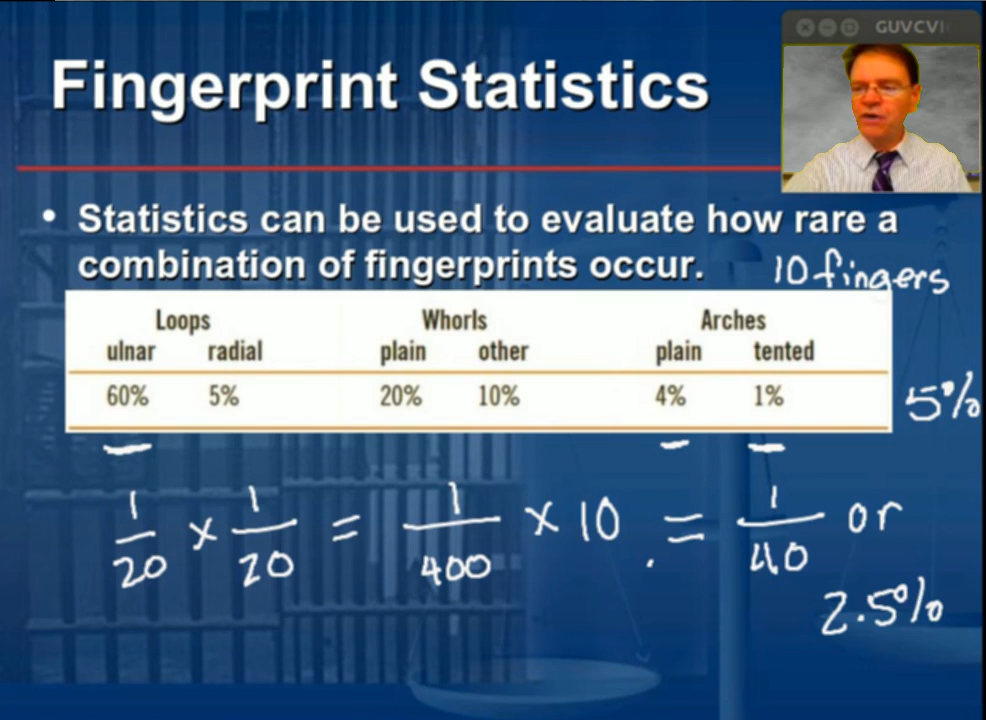 GUVCVI
Fingerprint Statistics
• Statistics can be used to evaluate how rare a
combination of fingerprints occur.
10 fingers
Loops Whorls Arches
ulnar radial plain other plain tented
60% 5% 20% 10% 4% 1%
5%
1/20 × 1/20 = 1/400 × 10 = 1/40 or
2.5%